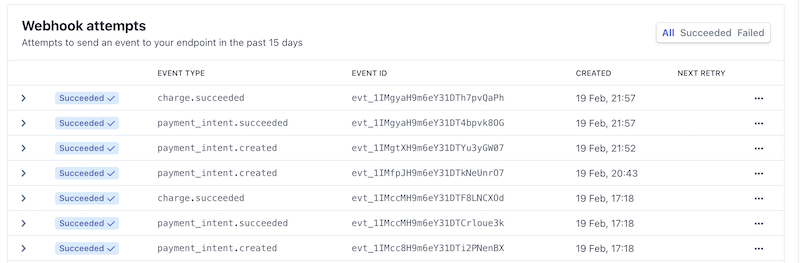 Webhook attempts
Attempts to send an event to your endpoint in the past 15 days
All Succeeded Failed
EVENT TYPE EVENT ID CREATED NEXT RETRY
Succeeded charge.succeeded evt_1IMgyaH9m6eY31DTh7pvQaPh 19 Feb, 21:57
Succeeded payment_intent.succeeded evt_1IMgyaH9m6eY31DT4bpvk8OG 19 Feb, 21:57
Succeeded payment_intent.created evt_1IMgtXH9m6eY31DTYu3yGW07 19 Feb, 21:52
Succeeded payment_intent.created evt_1IMfpJH9m6eY31DTkNeUnrO7 19 Feb, 20:43
Succeeded charge.succeeded evt_1IMccMH9m6eY31DTF8LNCXOd 19 Feb, 17:18
Succeeded payment_intent.succeeded evt_1IMccMH9m6eY31DTCrloue3k 19 Feb, 17:18
Succeeded payment_intent.created evt_1IMcc8H9m6eY31DTi2PNenBX 19 Feb, 17:18